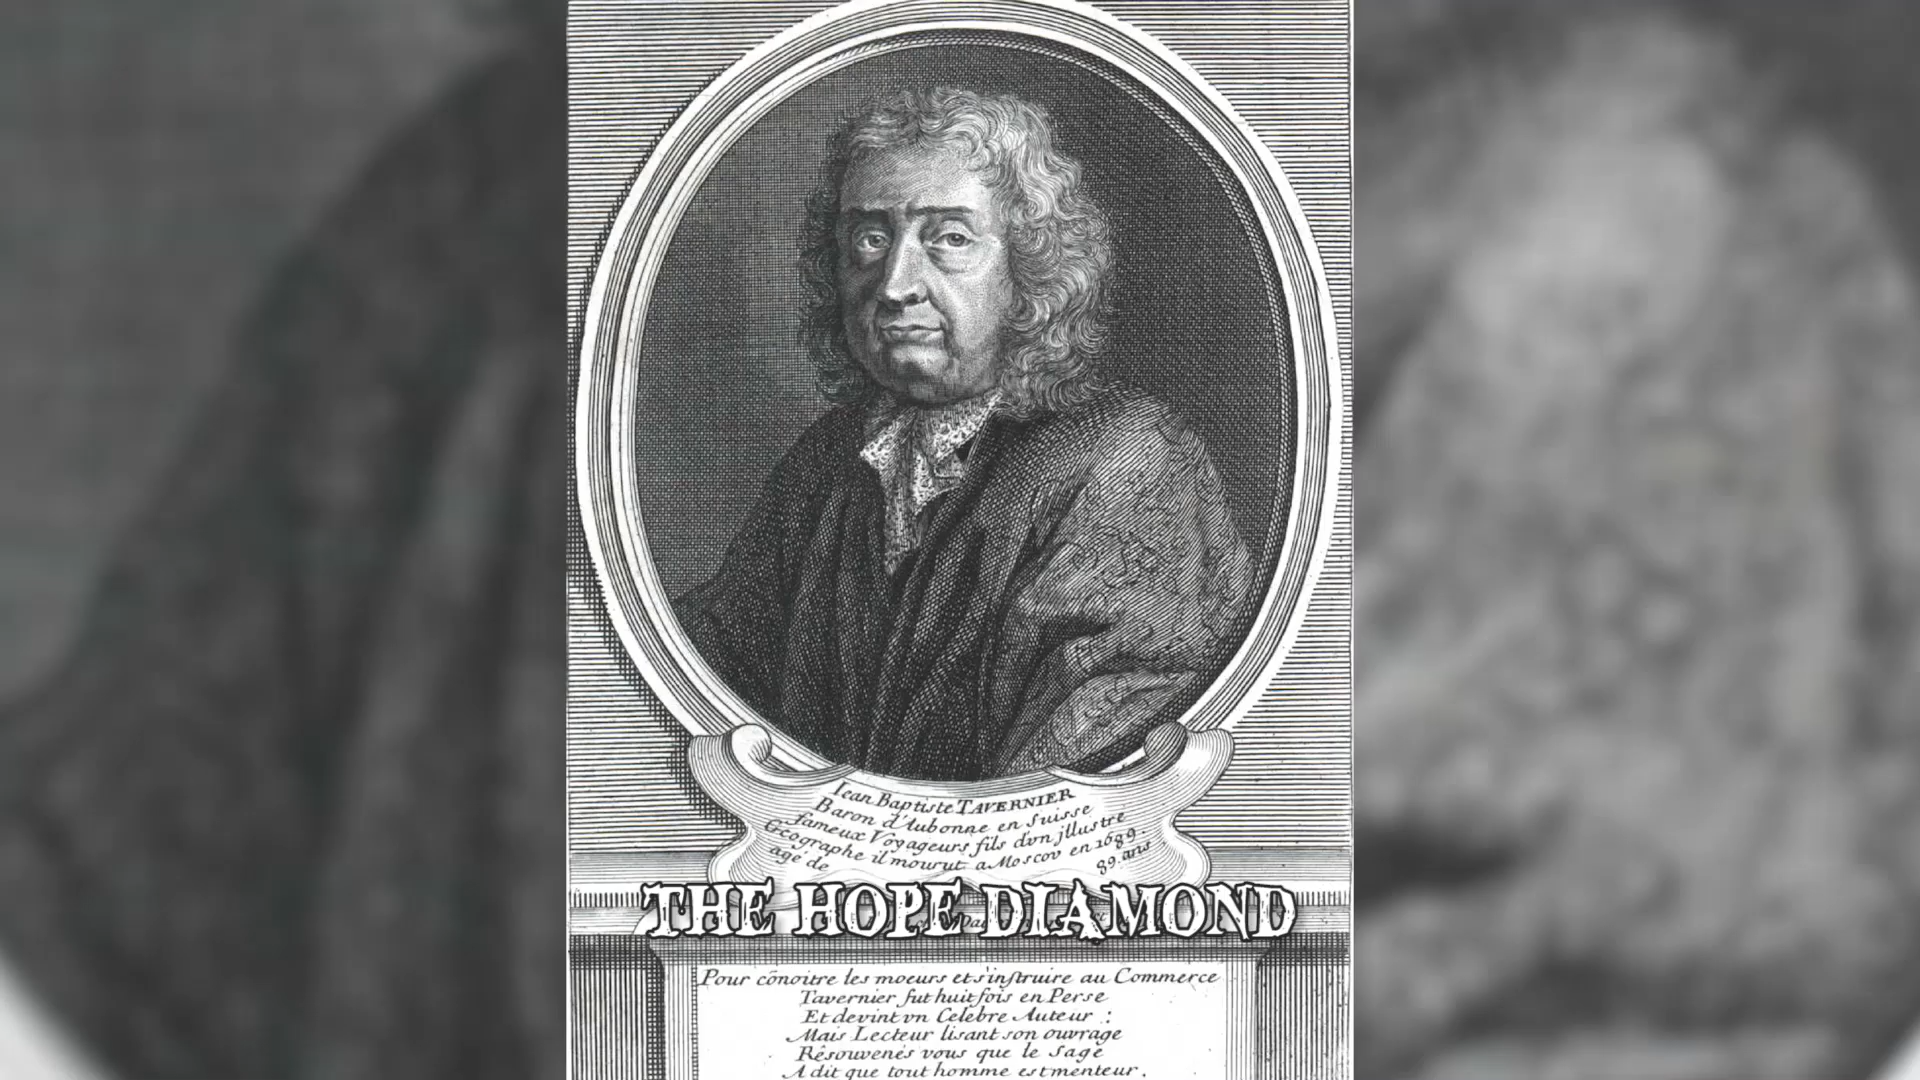 Iean Baptiste TAVERNIER
Baron d'Aubonne en Suisse
fameux Voyageurs fils d'vn jllustre
Geographe il mourut a Moscov en 1689.
agé de 89. ans
THE HOPE DIAMOND
Pour cõnoitre les moeurs et s'instruire au Commerce
Tavernier fut huit fois en Perse
Et devint vn Celebre Auteur :
Mais Lecteur lisant son ouvrage
Résouvenés vous que le Sage
A dit que tout homme est menteur.